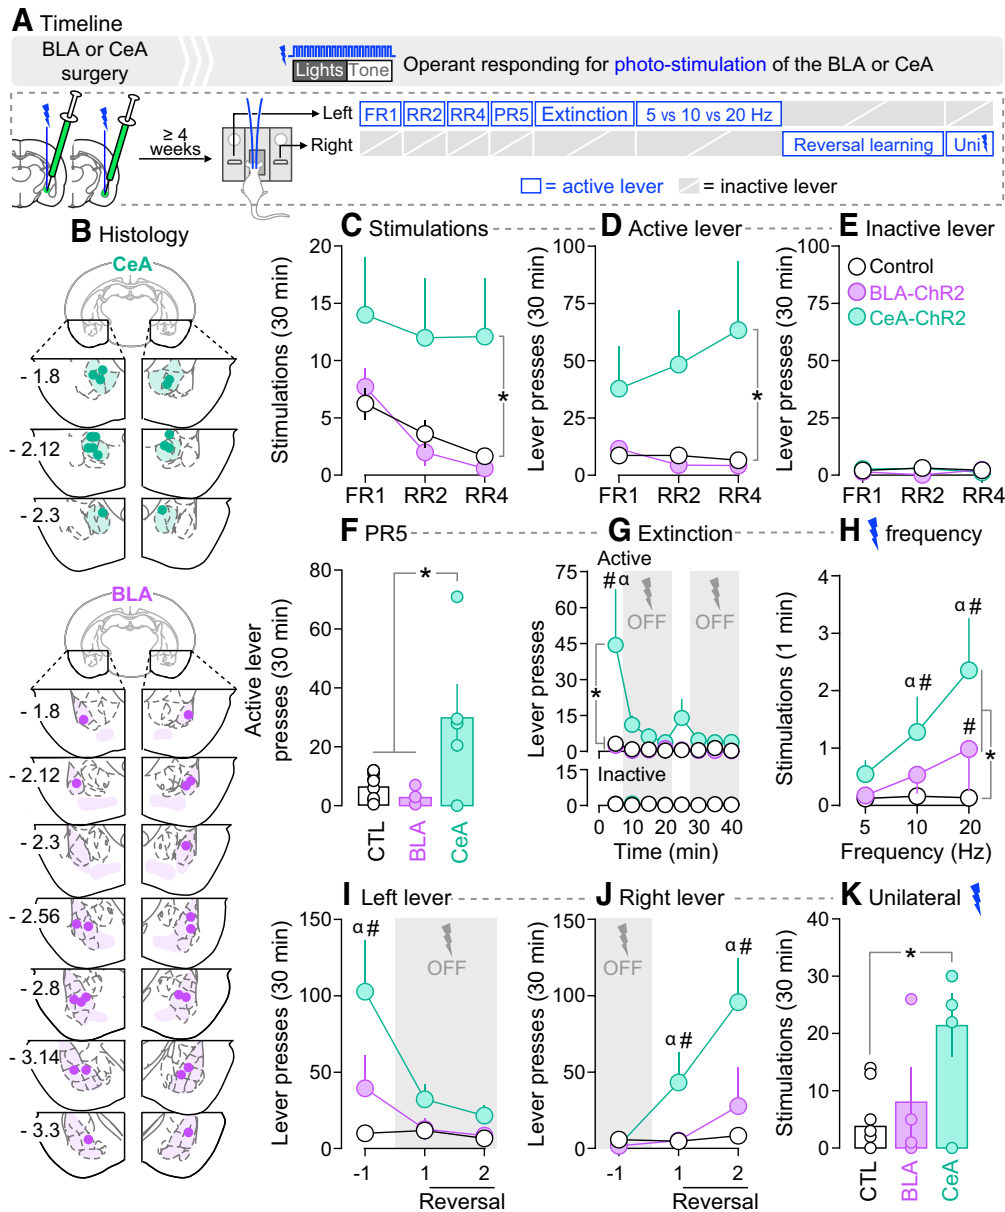 A Timeline
BLA or CeA
surgery
Lights Tone
Operant responding for photo-stimulation of the BLA or CeA
≥ 4
weeks
Left
Right
FR1 RR2 RR4 PR5 Extinction 5 vs 10 vs 20 Hz
Reversal learning Uni
= active lever = inactive lever
B Histology
CeA
- 1.8
- 2.12
- 2.3
BLA
- 1.8
- 2.12
- 2.3
- 2.56
- 2.8
- 3.14
- 3.3
C Stimulations
Stimulations (30 min)
20
15
10
5
0
*
FR1 RR2 RR4
D Active lever
Lever presses (30 min)
100
75
50
25
0
*
FR1 RR2 RR4
E Inactive lever
Lever presses (30 min)
100
75
50
25
0
Control
BLA-ChR2
CeA-ChR2
FR1 RR2 RR4
F PR5
Active lever
presses (30 min)
80
60
40
20
0
*
CTL BLA CeA
G Extinction
Active
Lever presses
75
60
45
30
15
0
#α
*
OFF OFF
Inactive
15
0
0 10 20 30 40
Time (min)
H frequency
Stimulations (1 min)
4
3
2
1
0
α#
α#
#
*
5 10 20
Frequency (Hz)
I Left lever
Lever presses (30 min)
150
100
50
0
α#
OFF
-1 1 2
Reversal
J Right lever
Lever presses (30 min)
150
100
50
0
OFF
α#
α#
-1 1 2
Reversal
K Unilateral
Stimulations (30 min)
40
30
20
10
0
*
CTL BLA CeA